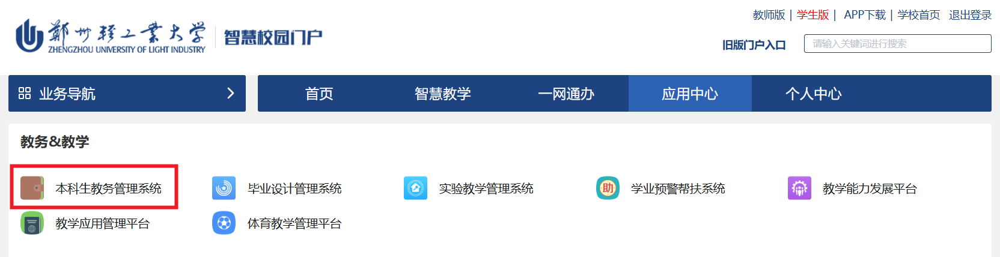 教师版 | 学生版 | APP下载 | 学校首页 退出登录
郑州轻工业大学 智慧校园门户
ZHENGZHOU UNIVERSITY OF LIGHT INDUSTRY
旧版门户入口 请输入关键词进行搜索
业务导航 首页 智慧教学 一网通办 应用中心 个人中心
教务&教学
本科生教务管理系统 毕业设计管理系统 实验教学管理系统 助 学业预警帮扶系统 教学能力发展平台
教学应用管理平台 体育教学管理平台